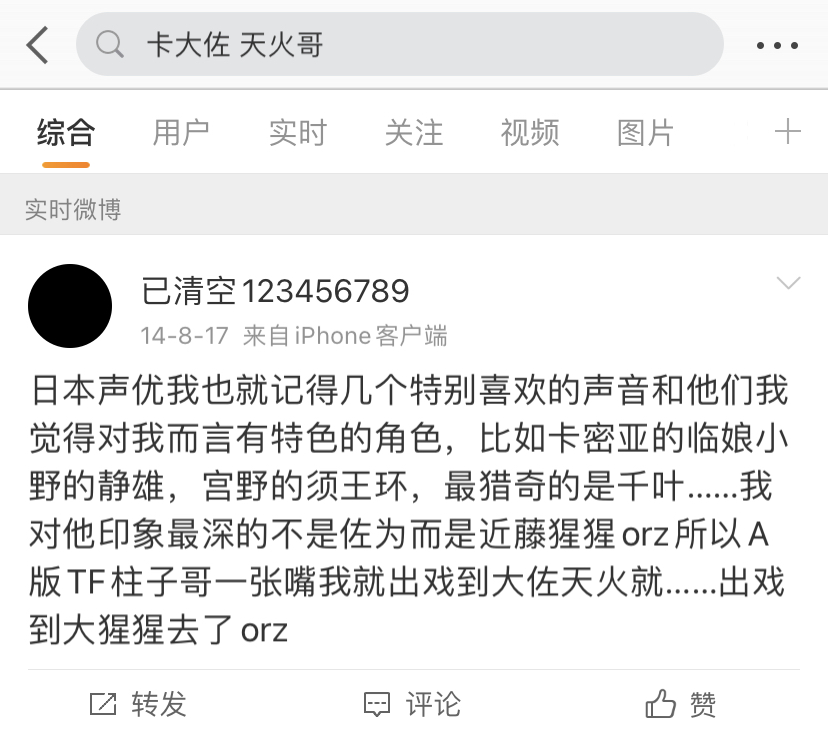 卡大佐 天火哥
综合 用户 实时 关注 视频 图片
实时微博
已清空123456789
14-8-17 来自iPhone客户端
日本声优我也就记得几个特别喜欢的声音和他们我
觉得对我而言有特色的角色，比如卡密亚的临娘小
野的静雄，宫野的须王环，最猎奇的是千叶......我
对他印象最深的不是佐为而是近藤猩猩orz所以A
版TF柱子哥一张嘴我就出戏到大佐天火就......出戏
到大猩猩去了orz
转发 评论 赞